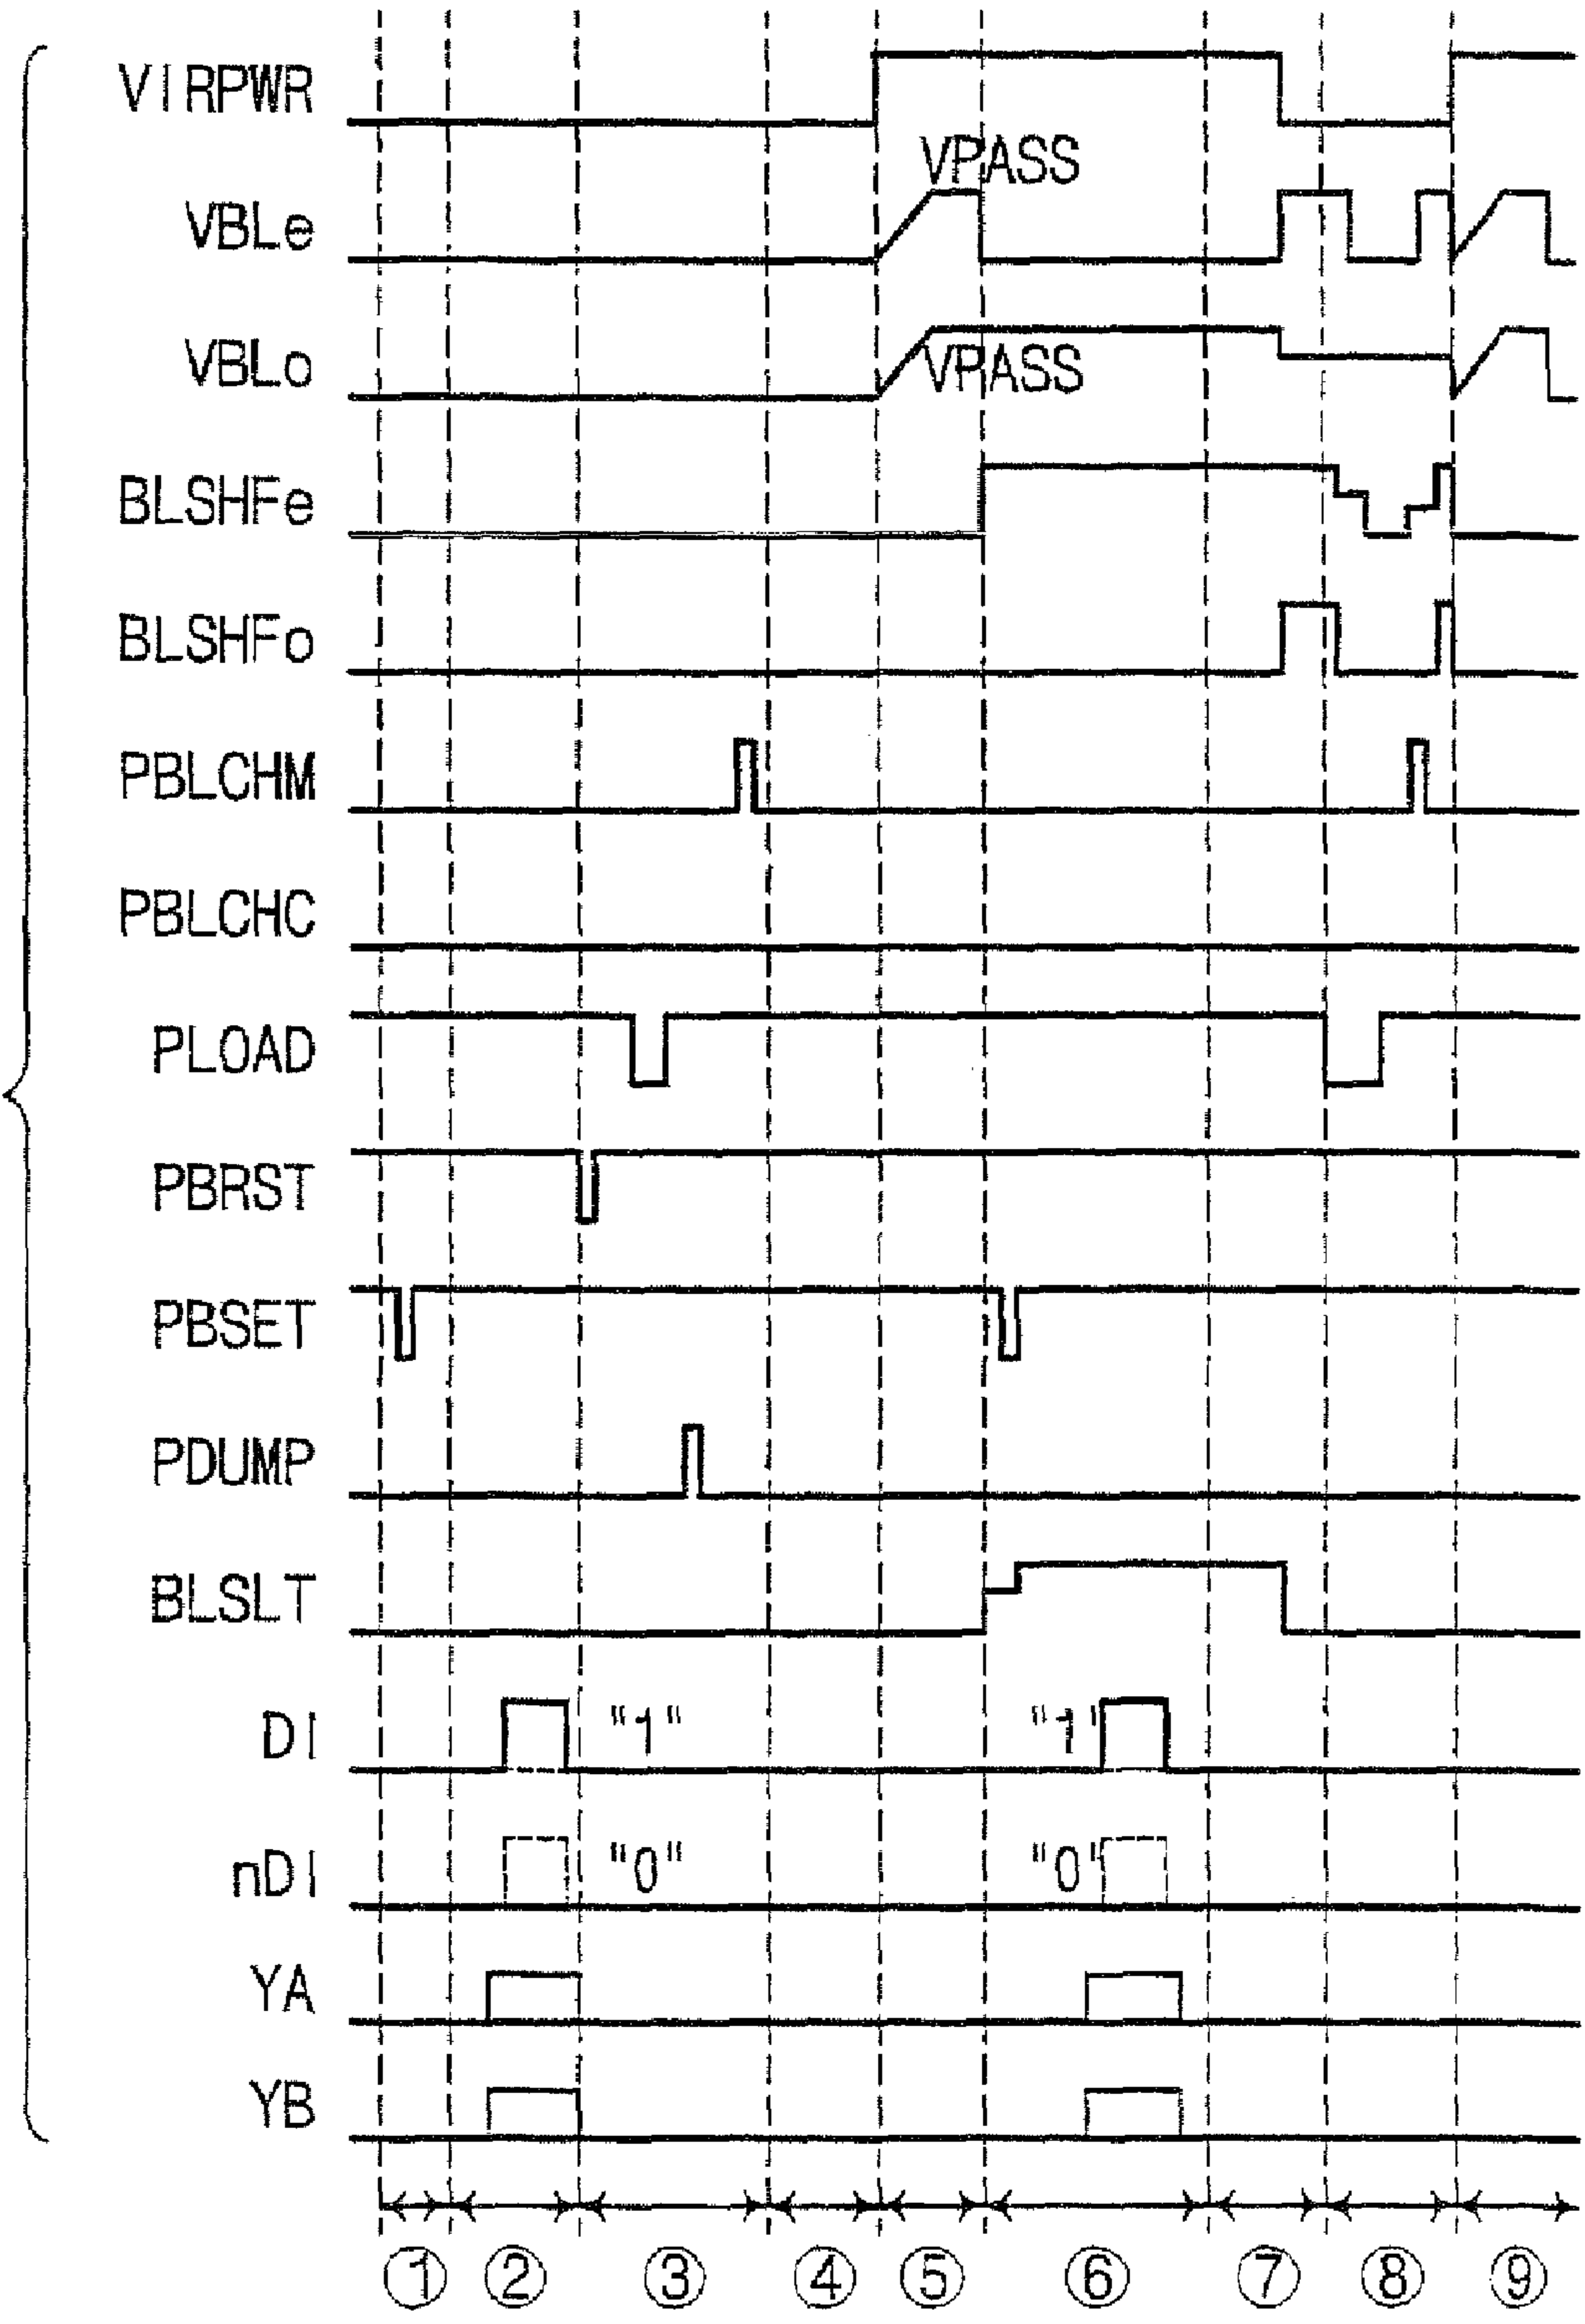 VIRPWR
VPASS
VBLe
VBLo
VPASS
BLSHFe
BLSHFo
PBLCHM
PBLCHC
PLOAD
PBRST
PBSET
PDUMP
BLSLT
DI "1" "1"
nDI "0" "0"
YA
YB
① ② ③ ④ ⑤ ⑥ ⑦ ⑧ ⑨